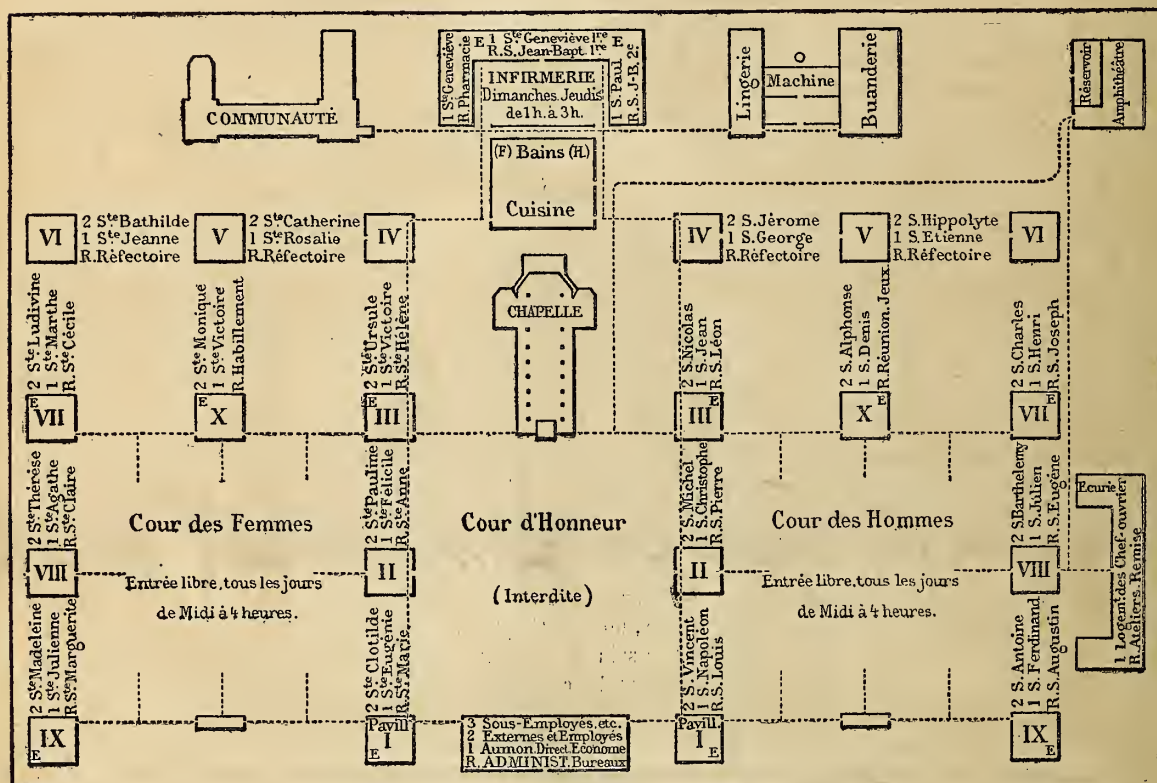 COMMUNAUTÉ
1 Ste Geneviève
R. Pharmacie
E 1 Ste Geneviève 1re E
R.S. Jean-Bapt. 1re
INFIRMERIE
Dimanches. Jeudis
de 1h. à 3h.
1 S. Paul
R.S. J-B. 2e
Lingerie
Machine
Buanderie
Réservoir
Amphithéâtre
(F) Bains (H.)
Cuisine
VI
2 Ste Bathilde
1 Ste Jeanne
R. Réfectoire
V
2 Ste Catherine
1 Ste Rosalie
R. Réfectoire
IV
IV
2 S. Jérome
1 S. George
R. Réfectoire
V
2 S. Hippolyte
1 S. Etienne
R. Réfectoire
VI
2 Ste Ludivine
1 Ste Marthe
R. Ste Cécile
2 Ste Monique
1 Ste Victoire
R. Habillement
2 Ste Ursule
1 Ste Victoire
R. Ste Hélène
CHAPELLE
2 S. Nicolas
1 S. Jean
R. S. Léon
2 S. Alphonse
1 S. Denis
R. Réunion. Jeux
2 S. Charles
1 S. Henri
R. S. Joseph
E
VII
E
X
III
E
III
E
X
E
VII
E
2 Ste Thérèse
1 Ste Agathe
R. Ste Claire
Cour des Femmes
2 Ste Pauline
1 Ste Félicile
R. Ste Anne
Cour d'Honneur
2 S. Michel
1 S. Christophe
R. S. Pierre
Cour des Hommes
2 S. Barthelemy
1 S. Julien
R. S. Eugène
Ecurie
1 Logemt. des Chef-ouvrier
R. Ateliers. Remise
VIII
Entrée libre, tous les jours
de Midi à 4 heures.
II
(Interdite)
II
Entrée libre, tous les jours
de Midi à 4 heures.
VIII
2 Ste Madeleine
1 Ste Julienne
R. Ste Marguerite
2 Ste Clotilde
1 Ste Eugénie
R. Ste Marie
2 S. Vincent
1 S. Napoléon
R. S. Louis
2 S. Antoine
1 S. Ferdinand
R. S. Augustin
IX
E
Pavill
I
E
3 Sous-Employés, etc.
2 Externes et Employés
1 Aumon. Direct. Econome
R. ADMINIST. Bureaux
Pavill.
I
E
IX
E